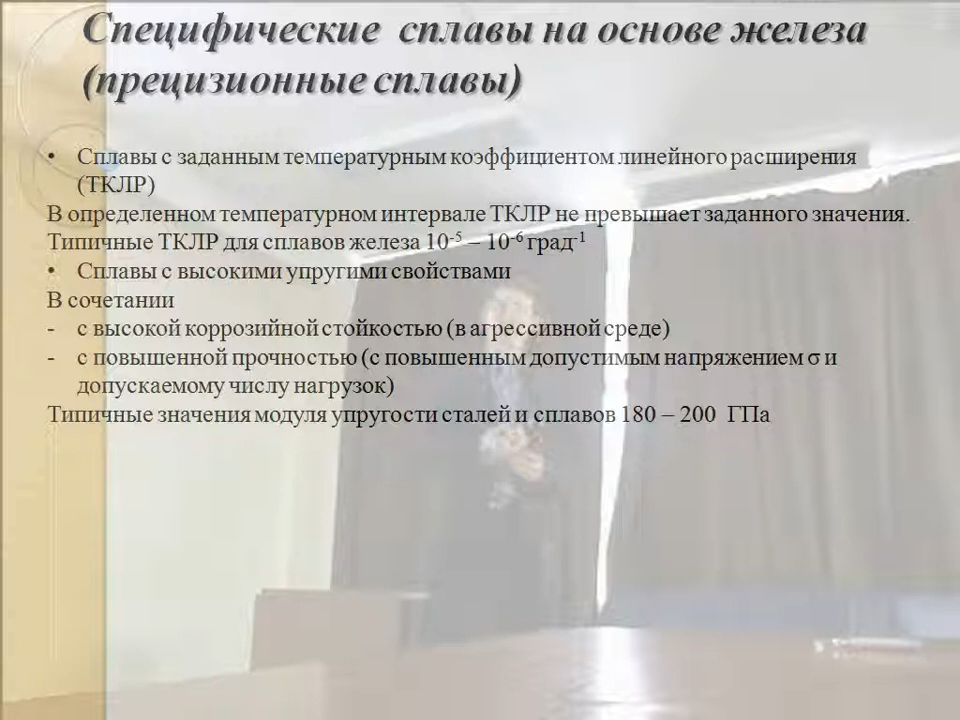 Специфические сплавы на основе железа
(прецизионные сплавы)
• Сплавы с заданным температурным коэффициентом линейного расширения
(ТКЛР)
В определенном температурном интервале ТКЛР не превышает заданного значения.
Типичные ТКЛР для сплавов железа 10⁻⁵ – 10⁻⁶ град⁻¹
• Сплавы с высокими упругими свойствами
В сочетании
- с высокой коррозийной стойкостью (в агрессивной среде)
- с повышенной прочностью (с повышенным допустимым напряжением σ и
допускаемому числу нагрузок)
Типичные значения модуля упругости сталей и сплавов 180 – 200 ГПа